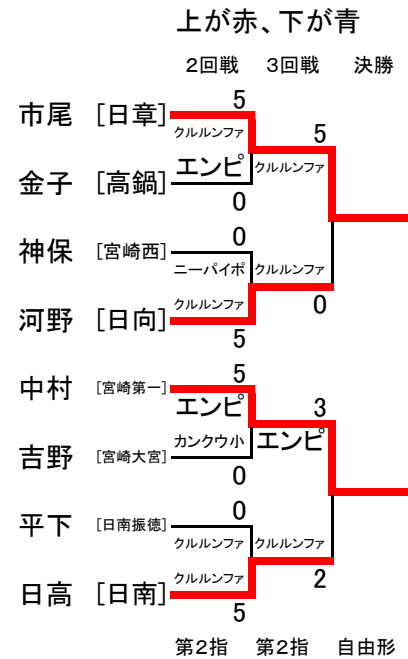 上が赤、下が青
2回戦 3回戦 決勝
5
市尾 [日章]
クルルンファ 5
エンピ クルルンファ
金子 [高鍋]
0
0
神保 [宮崎西]
ニーパイポ クルルンファ
クルルンファ 0
河野 [日向]
5
5
中村 [宮崎第一]
エンピ 3
カンクウ小 エンピ
吉野 [宮崎大宮]
0
0
平下 [日南振徳]
クルルンファ クルルンファ
クルルンファ 2
日高 [日南]
5
第2指 第2指 自由形